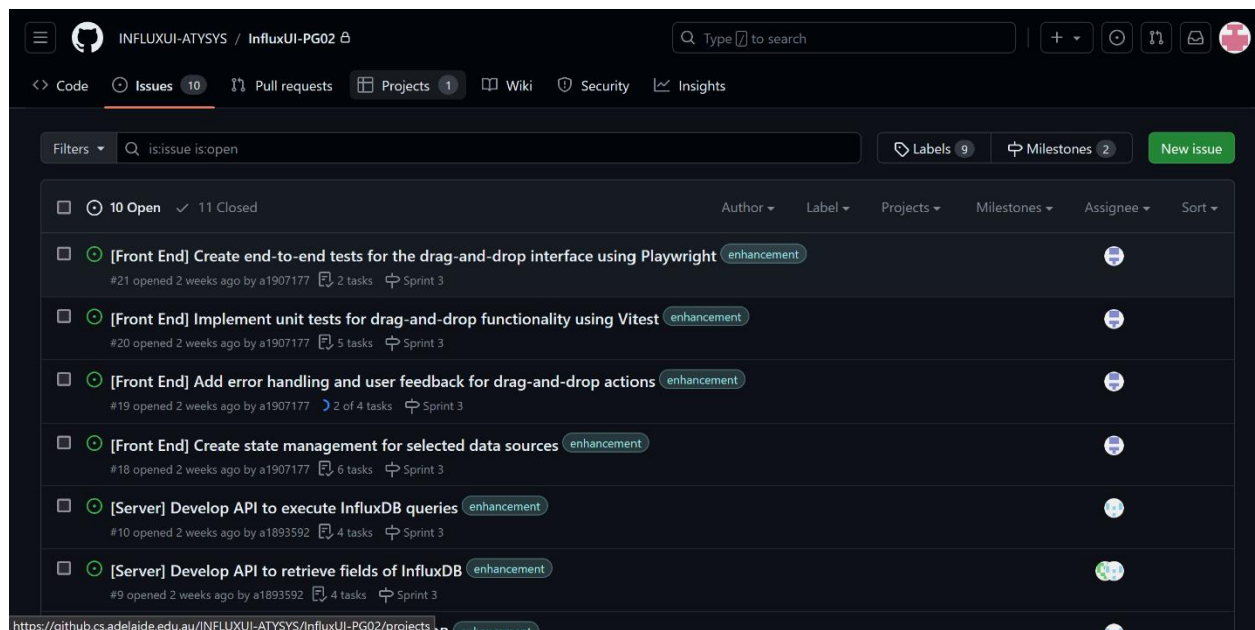 INFLUXUI-ATYSYS / InfluxUI-PG02
Type / to search
Code Issues 10 Pull requests Projects 1 Wiki Security Insights
Filters is:issue is:open Labels 9 Milestones 2 New issue
10 Open 11 Closed Author Label Projects Milestones Assignee Sort
[Front End] Create end-to-end tests for the drag-and-drop interface using Playwright enhancement
#21 opened 2 weeks ago by a1907177 2 tasks Sprint 3
[Front End] Implement unit tests for drag-and-drop functionality using Vitest enhancement
#20 opened 2 weeks ago by a1907177 5 tasks Sprint 3
[Front End] Add error handling and user feedback for drag-and-drop actions enhancement
#19 opened 2 weeks ago by a1907177 2 of 4 tasks Sprint 3
[Front End] Create state management for selected data sources enhancement
#18 opened 2 weeks ago by a1907177 6 tasks Sprint 3
[Server] Develop API to execute InfluxDB queries enhancement
#10 opened 2 weeks ago by a1893592 4 tasks Sprint 3
[Server] Develop API to retrieve fields of InfluxDB enhancement
#9 opened 2 weeks ago by a1893592 4 tasks Sprint 3
https://github.cs.adelaide.edu.au/INFLUXUI-ATYSYS/InfluxUI-PG02/projects